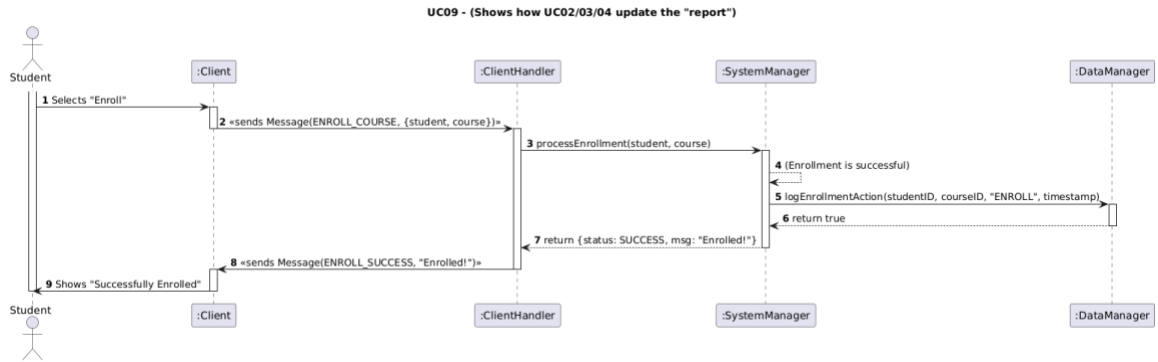 UC09 - (Shows how UC02/03/04 update the "report")
Student
:Client
:ClientHandler
:SystemManager
:DataManager
1 Selects "Enroll"
2 «sends Message(ENROLL_COURSE, {student, course})»
3 processEnrollment(student, course)
4 (Enrollment is successful)
5 logEnrollmentAction(studentID, courseID, "ENROLL", timestamp)
6 return true
7 return {status: SUCCESS, msg: "Enrolled!"}
8 «sends Message(ENROLL_SUCCESS, "Enrolled!")»
9 Shows "Successfully Enrolled"
Student
:Client
:ClientHandler
:SystemManager
:DataManager